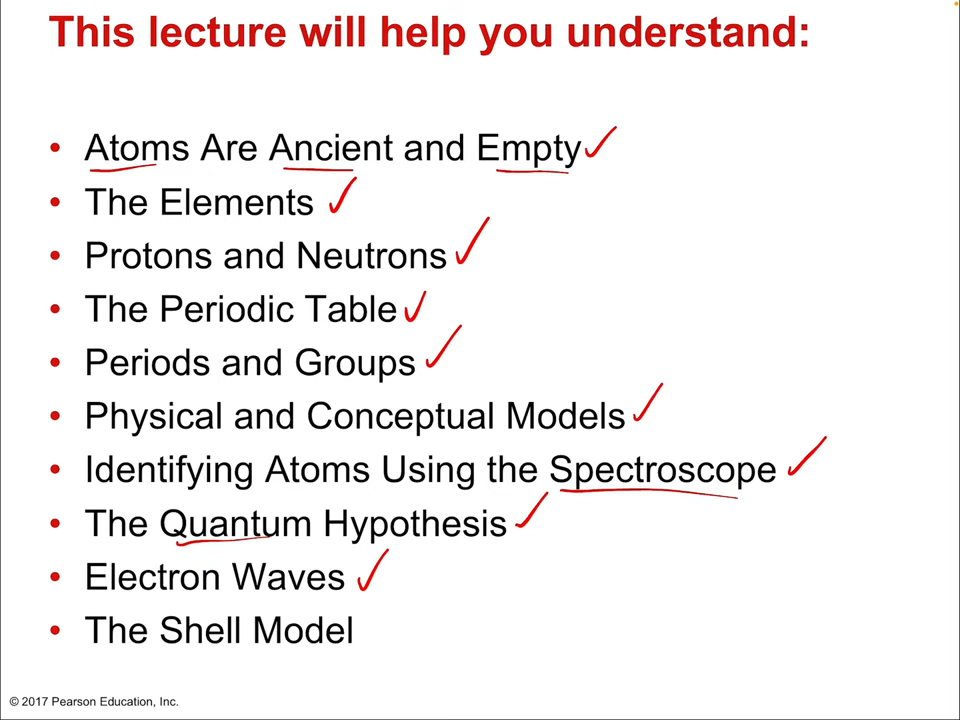 This lecture will help you understand:
• Atoms Are Ancient and Empty
• The Elements
• Protons and Neutrons
• The Periodic Table
• Periods and Groups
• Physical and Conceptual Models
• Identifying Atoms Using the Spectroscope
• The Quantum Hypothesis
• Electron Waves
• The Shell Model
© 2017 Pearson Education, Inc.